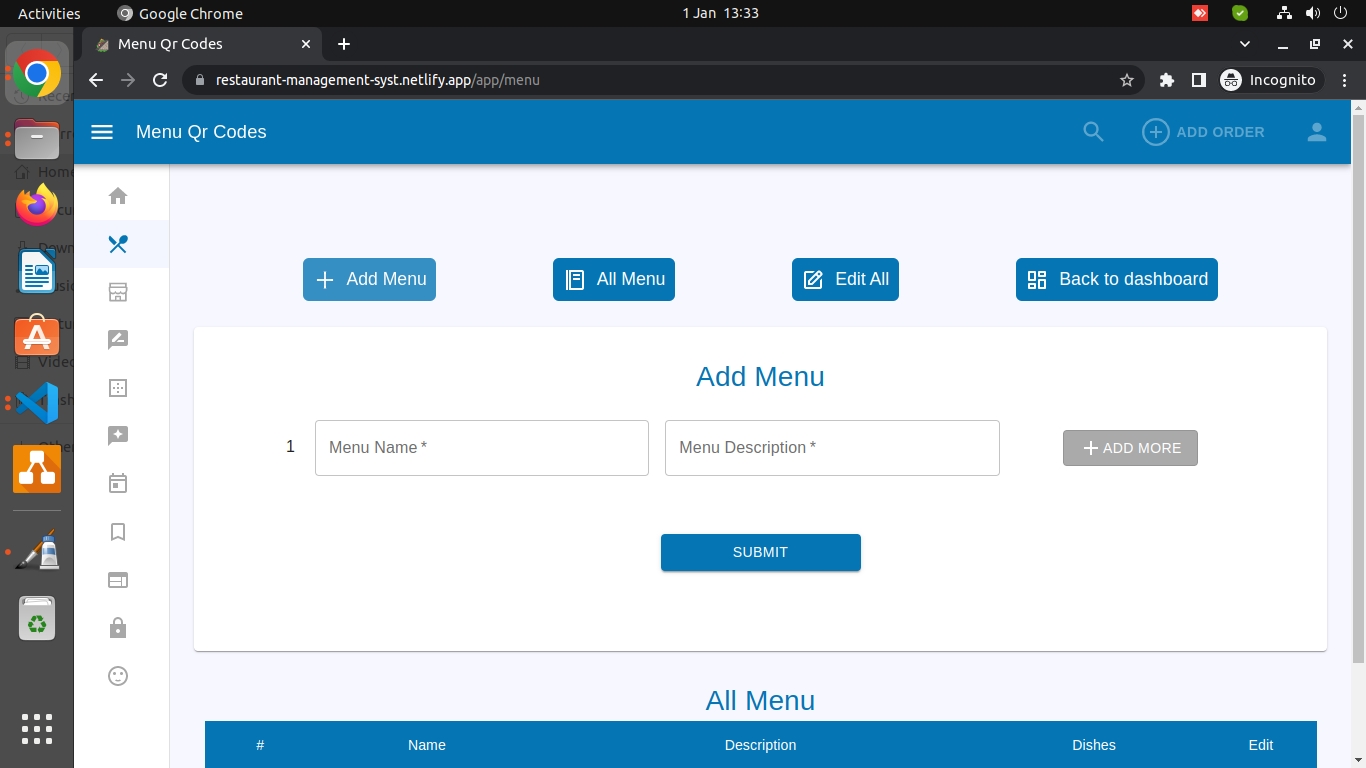 Activities Google Chrome 1 Jan 13:33
Menu Qr Codes
restaurant-management-syst.netlify.app/app/menu Incognito
Menu Qr Codes ADD ORDER
Add Menu All Menu Edit All Back to dashboard
Add Menu
1 Menu Name * Menu Description * ADD MORE
SUBMIT
All Menu
# Name Description Dishes Edit